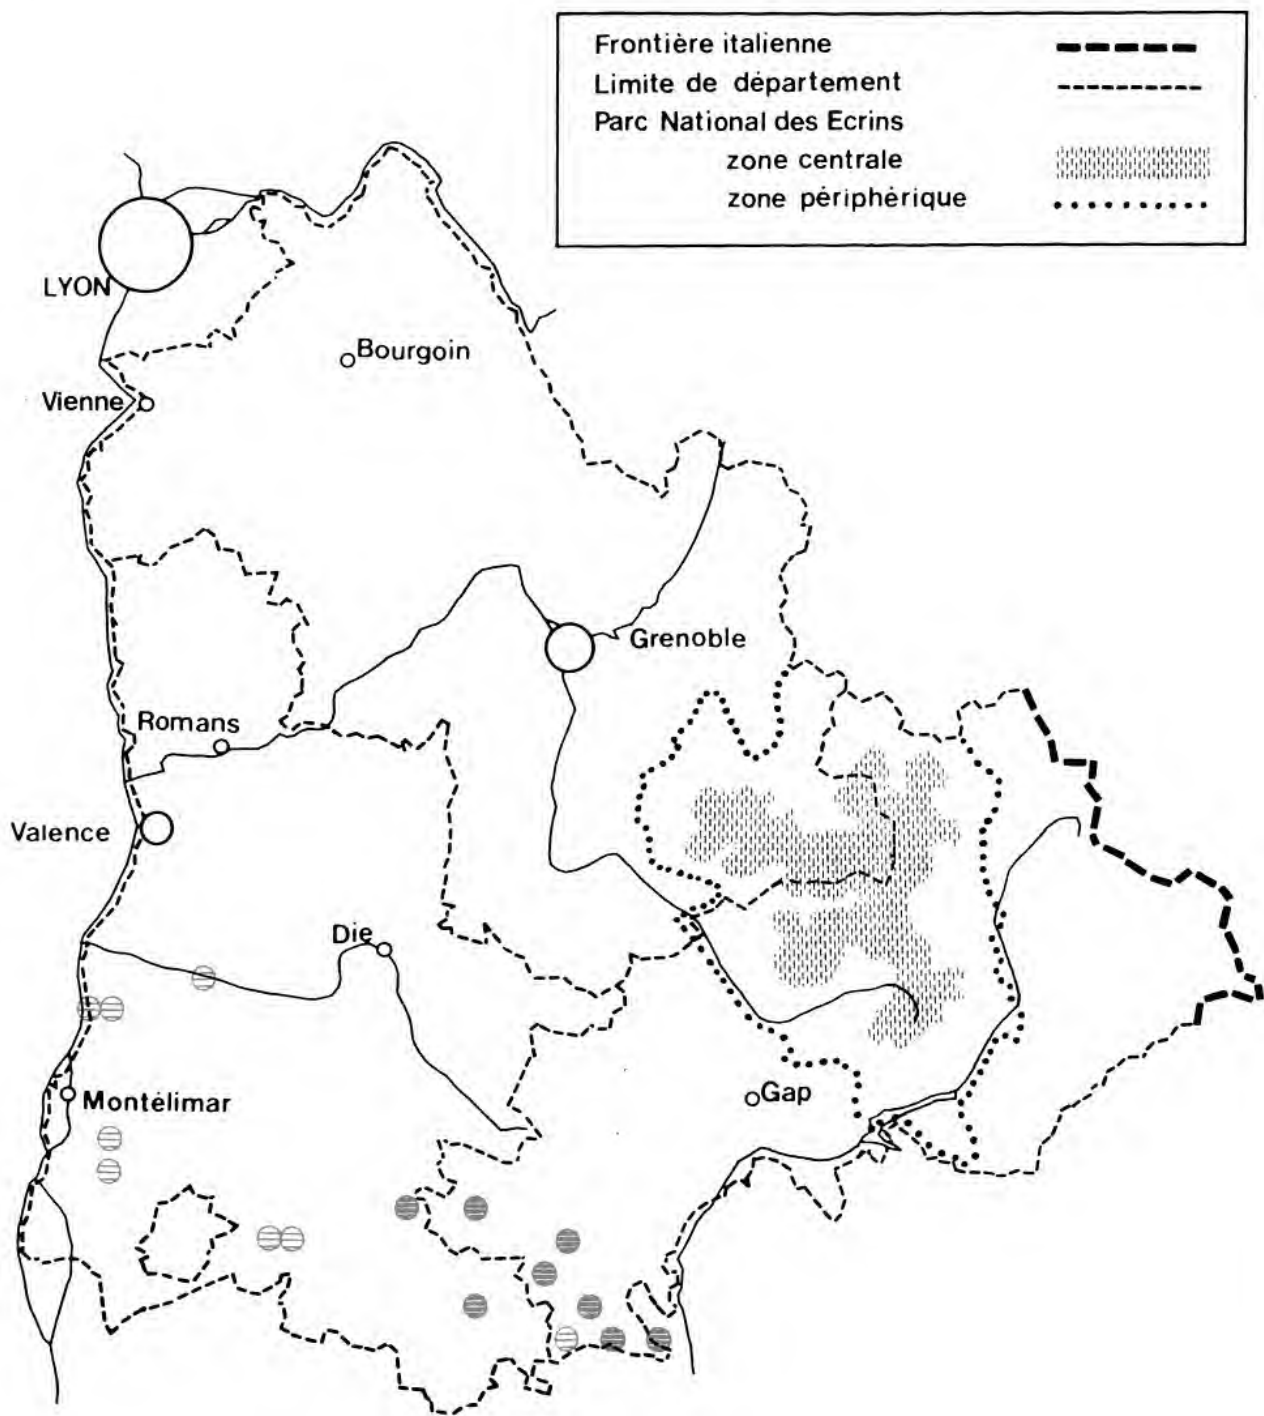 Frontière italienne
Limite de département
Parc National des Ecrins
zone centrale
zone périphérique
LYON
Bourgoin
Vienne
Grenoble
Romans
Valence
Die
Montélimar
Gap